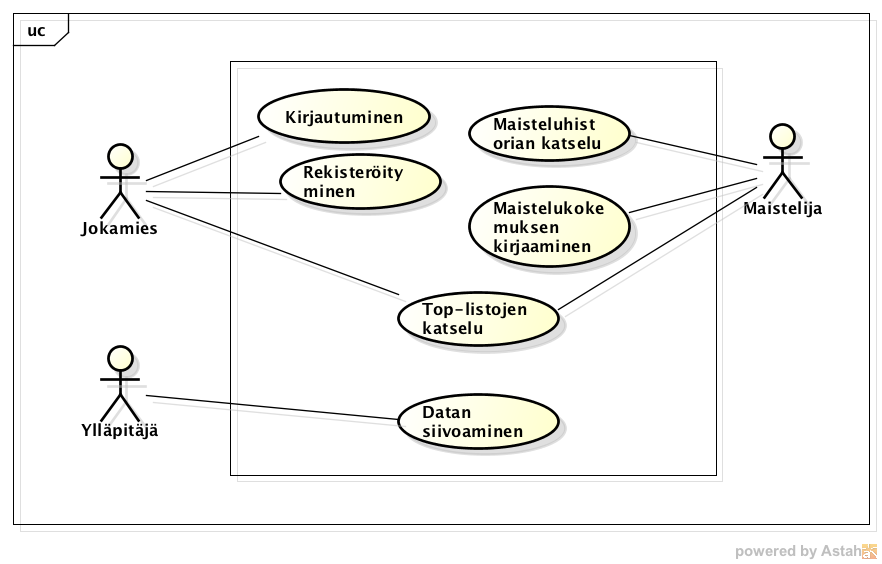 uc
Kirjautuminen
Maisteluhist
orian katselu
Rekisteröity
minen
Jokamies
Maistelukoke
muksen
kirjaaminen
Maistelija
Top-listojen
katselu
Datan
siivoaminen
Ylläpitäjä
powered by Astah